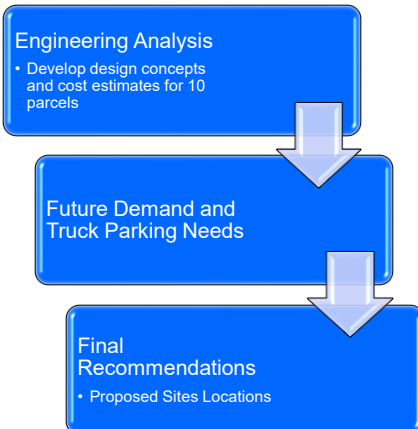 Engineering Analysis
• Develop design concepts
and cost estimates for 10
parcels
Future Demand and
Truck Parking Needs
Final
Recommendations
• Proposed Sites Locations